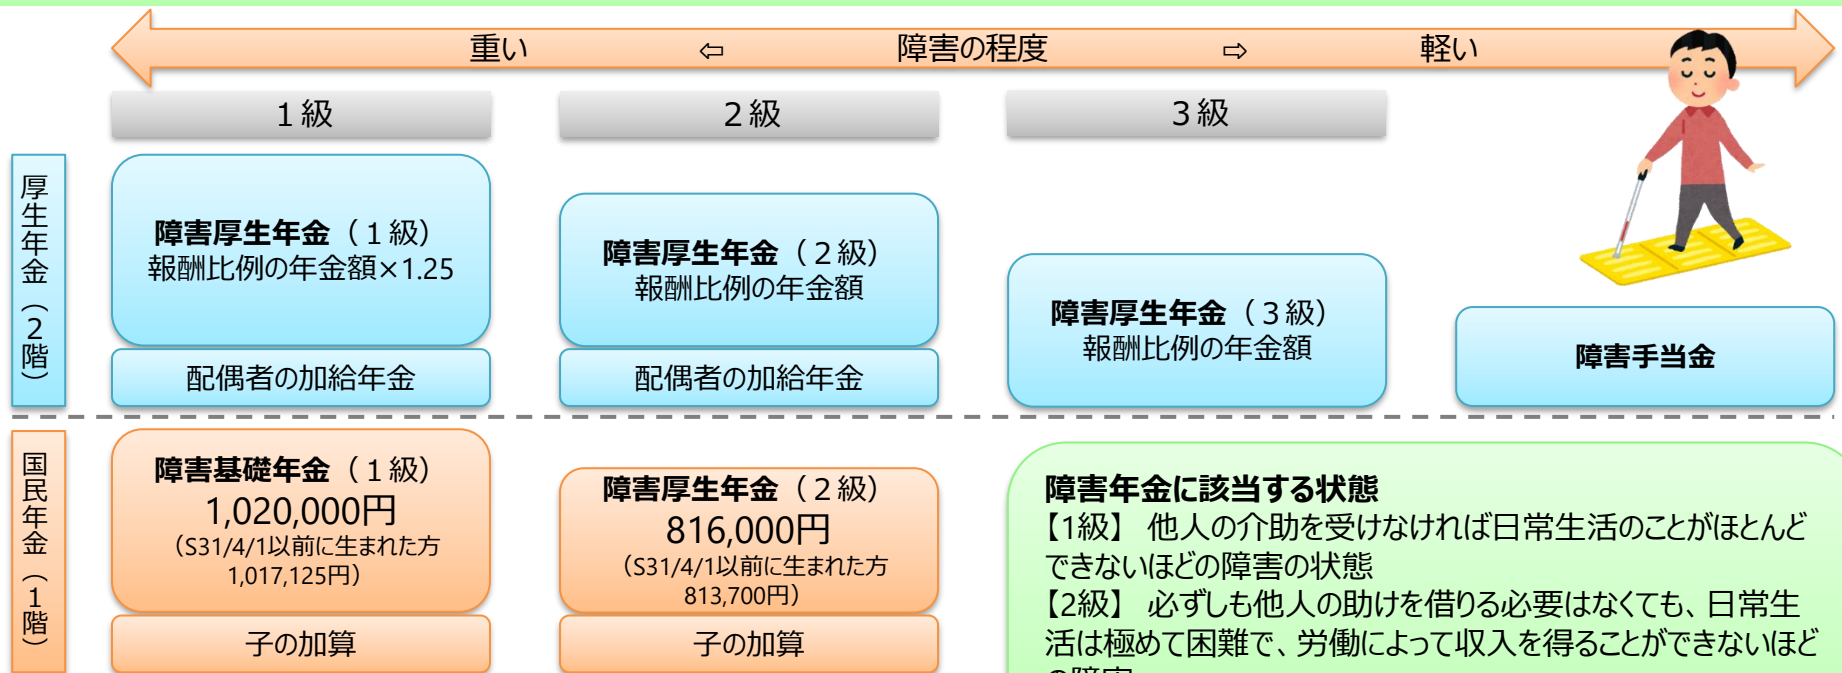 重い ⇦ 障害の程度 ⇨ 軽い
１級
２級
３級
厚生年金（２階）
障害厚生年金（１級）
報酬比例の年金額×1.25
配偶者の加給年金
障害厚生年金（２級）
報酬比例の年金額
配偶者の加給年金
障害厚生年金（３級）
報酬比例の年金額
障害手当金
国民年金（１階）
障害基礎年金（１級）
1,020,000円
（S31/4/1以前に生まれた方
1,017,125円）
子の加算
障害厚生年金（２級）
816,000円
（S31/4/1以前に生まれた方
813,700円）
子の加算
障害年金に該当する状態
【1級】 他人の介助を受けなければ日常生活のことがほとんど
できないほどの障害の状態
【2級】 必ずしも他人の助けを借りる必要はなくても、日常生
活は極めて困難で、労働によって収入を得ることができないほど
の障害